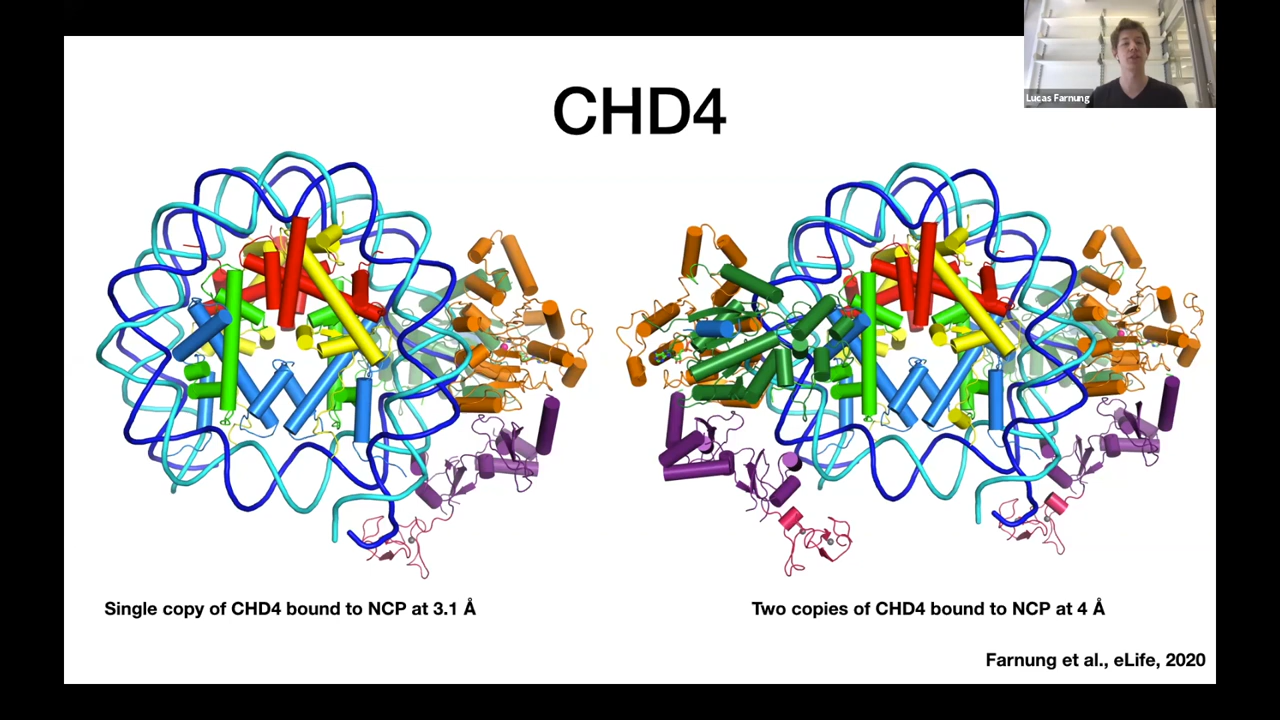 Lucas Farnung
CHD4
Single copy of CHD4 bound to NCP at 3.1 Å
Two copies of CHD4 bound to NCP at 4 Å
Farnung et al., eLife, 2020